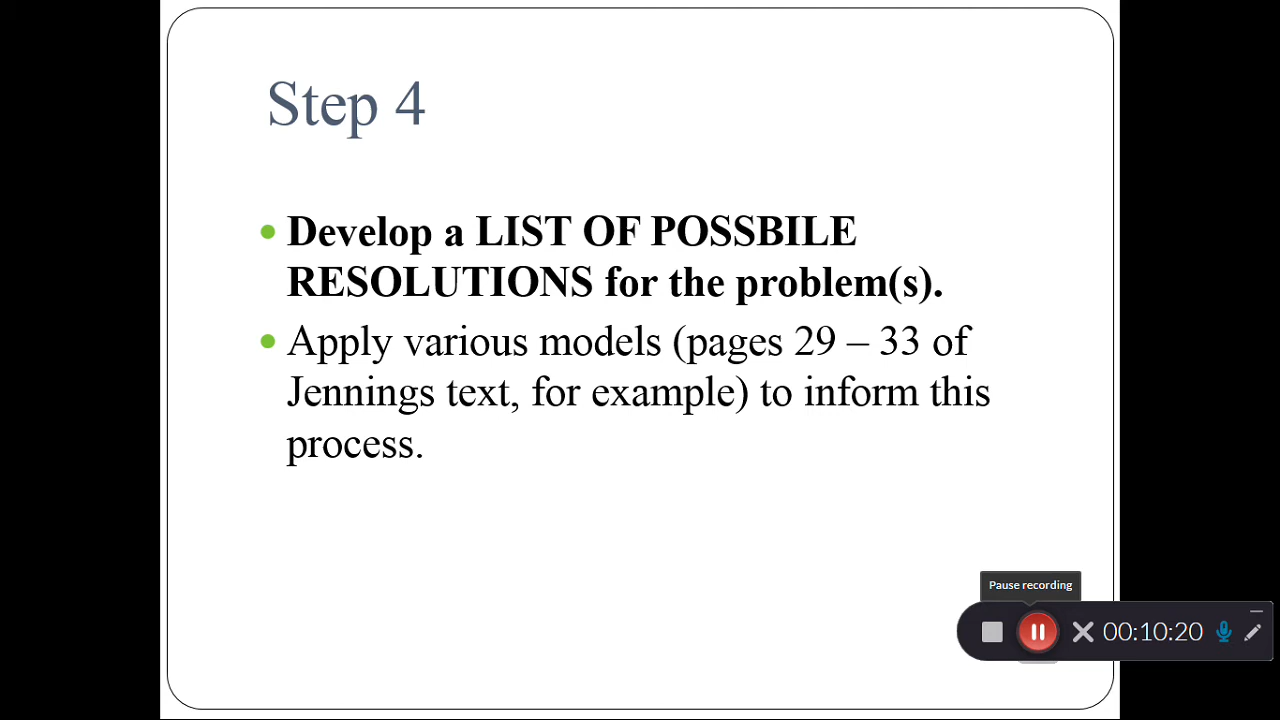 Step 4
• Develop a LIST OF POSSBILE
RESOLUTIONS for the problem(s).
• Apply various models (pages 29 – 33 of
Jennings text, for example) to inform this
process.
Pause recording
00:10:20